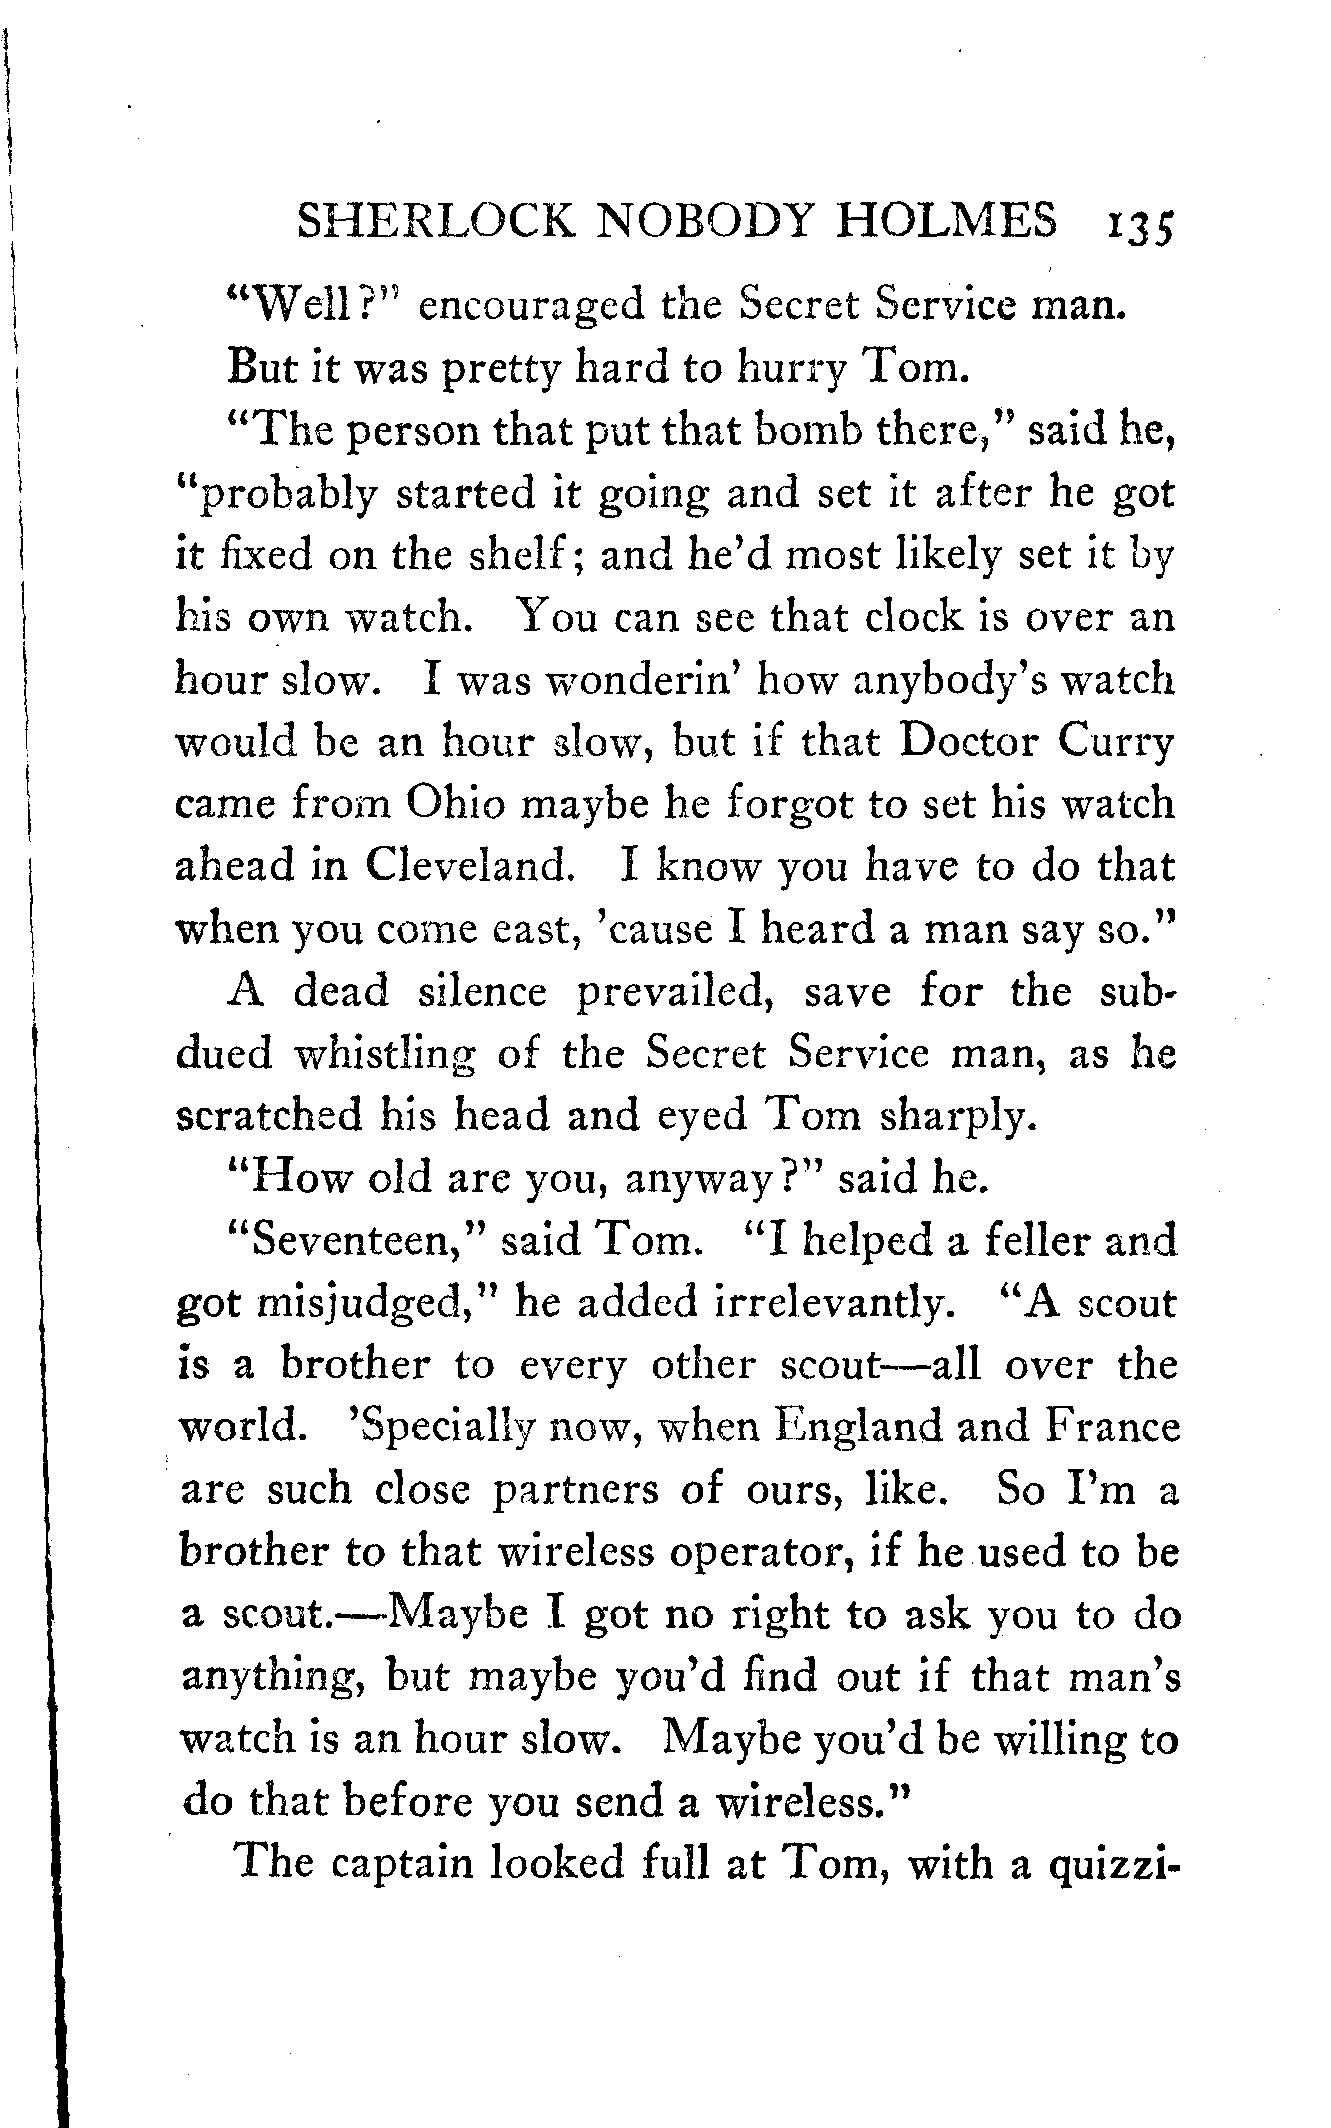 SHERLOCK NOBODY HOLMES 135
“Well?” encouraged the Secret Service man.
But it was pretty hard to hurry Tom.
“The person that put that bomb there,” said he,
“probably started it going and set it after he got
it fixed on the shelf; and he’d most likely set it by
his own watch. You can see that clock is over an
hour slow. I was wonderin’ how anybody’s watch
would be an hour slow, but if that Doctor Curry
came from Ohio maybe he forgot to set his watch
ahead in Cleveland. I know you have to do that
when you come east, ’cause I heard a man say so.”
A dead silence prevailed, save for the sub-
dued whistling of the Secret Service man, as he
scratched his head and eyed Tom sharply.
“How old are you, anyway?” said he.
“Seventeen,” said Tom. “I helped a feller and
got misjudged,” he added irrelevantly. “A scout
is a brother to every other scout—all over the
world. ’Specially now, when England and France
are such close partners of ours, like. So I’m a
brother to that wireless operator, if he used to be
a scout.—Maybe I got no right to ask you to do
anything, but maybe you’d find out if that man’s
watch is an hour slow. Maybe you’d be willing to
do that before you send a wireless.”
The captain looked full at Tom, with a quizzi-